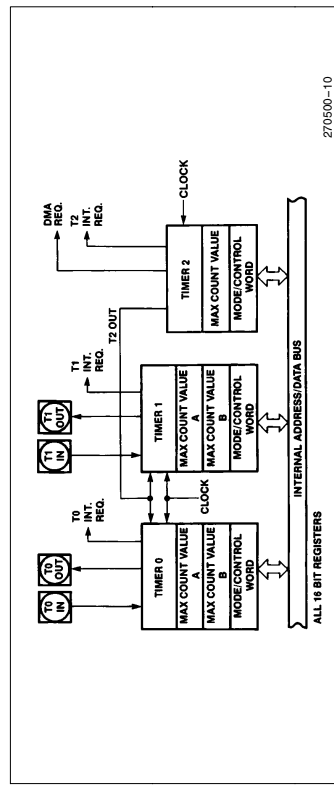 T0
IN
T0
OUT
T0
INT.
REQ.
T1
IN
T1
OUT
T1
INT.
REQ.
DMA
REQ.
T2
INT.
REQ.
T2 OUT
CLOCK
TIMER 0
MAX COUNT VALUE
A
MAX COUNT VALUE
B
MODE/CONTROL
WORD
CLOCK
TIMER 1
MAX COUNT VALUE
A
MAX COUNT VALUE
B
MODE/CONTROL
WORD
TIMER 2
MAX COUNT VALUE
MODE/CONTROL
WORD
INTERNAL ADDRESS/DATA BUS
ALL 16 BIT REGISTERS
270500–10